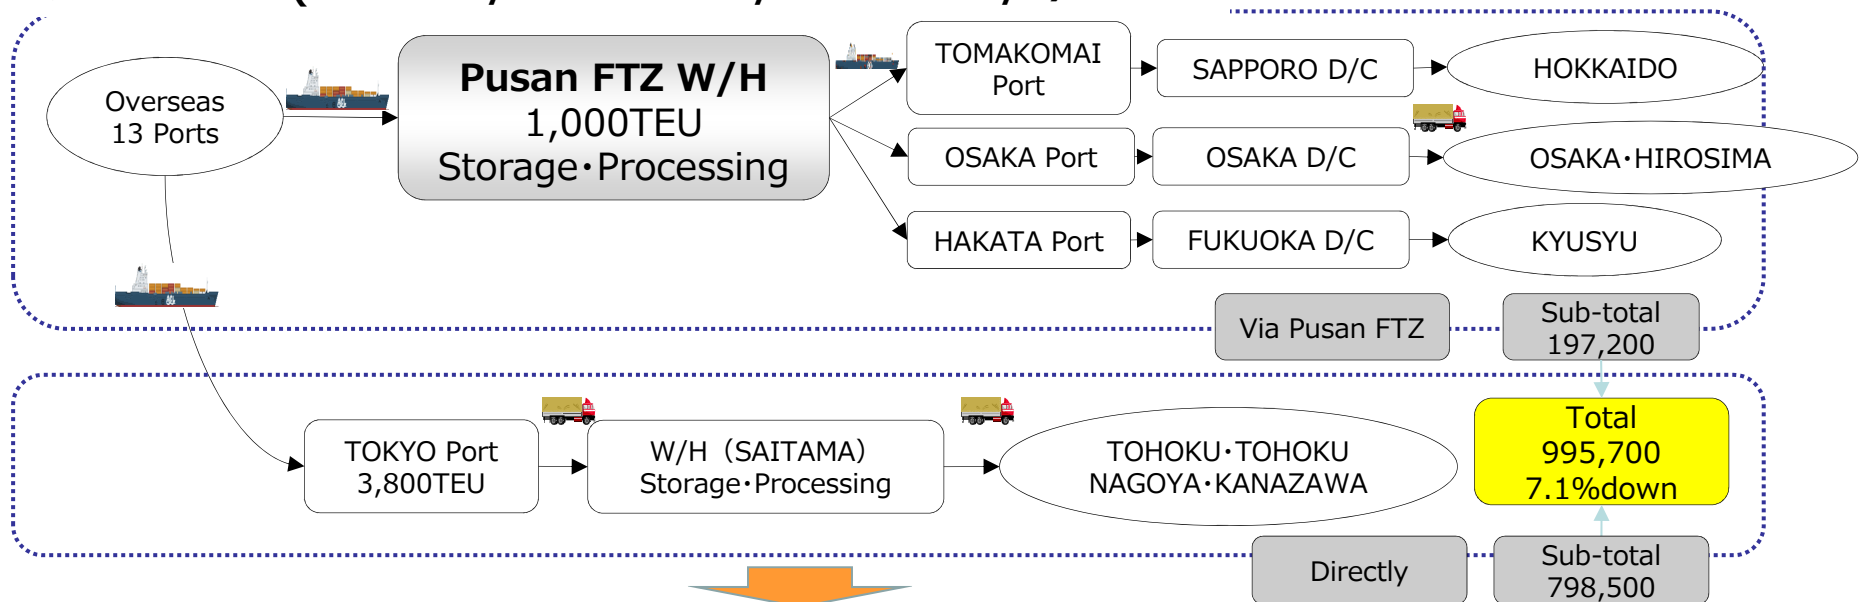 Overseas
13 Ports
Pusan FTZ W/H
1,000TEU
Storage・Processing
TOMAKOMAI
Port
SAPPORO D/C
HOKKAIDO
OSAKA Port
OSAKA D/C
OSAKA・HIROSIMA
HAKATA Port
FUKUOKA D/C
KYUSYU
Via Pusan FTZ
Sub-total
197,200
TOKYO Port
3,800TEU
W/H（SAITAMA）
Storage・Processing
TOHOKU・TOHOKU
NAGOYA・KANAZAWA
Total
995,700
7.1%down
Directly
Sub-total
798,500